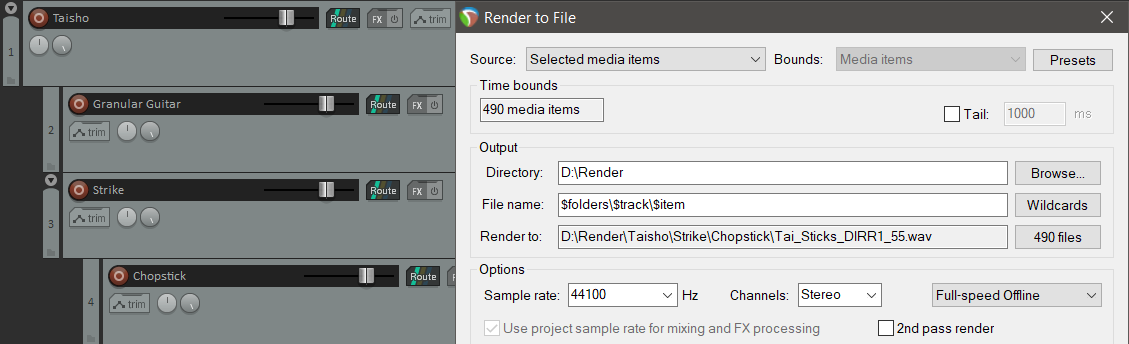 Taisho
Route
FX
trim
1
Granular Guitar
Route
FX
2
trim
Strike
Route
FX
trim
3
Chopstick
Route
FX
4
trim
Render to File
Source: Selected media items Bounds: Media items Presets
Time bounds
490 media items Tail: 1000 ms
Output
Directory: D:\Render Browse...
File name: $folders\$track\$item Wildcards
Render to: D:\Render\Taisho\Strike\Chopstick\Tai_Sticks_DIRR1_55.wav 490 files
Options
Sample rate: 44100 Hz Channels: Stereo Full-speed Offline
Use project sample rate for mixing and FX processing 2nd pass render